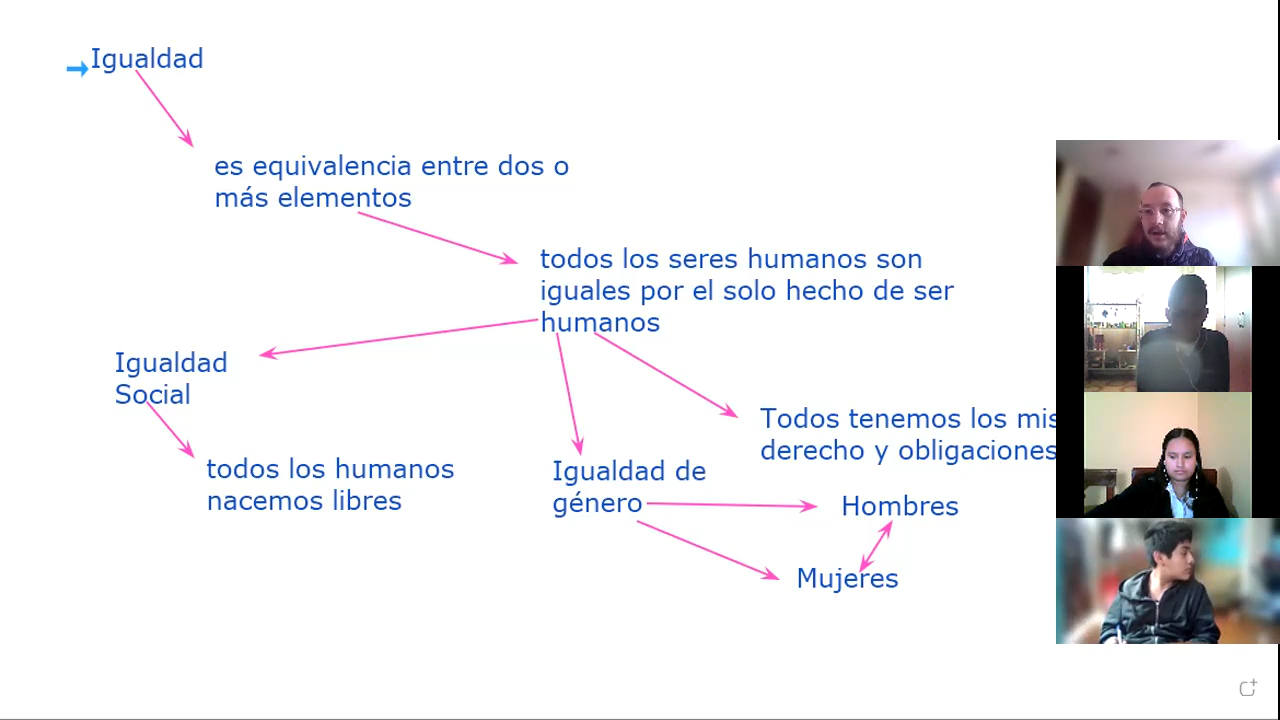 Igualdad
es equivalencia entre dos o
más elementos
todos los seres humanos son
iguales por el solo hecho de ser
humanos
Igualdad
Social
todos los humanos
nacemos libres
Todos tenemos los
derecho y obligaciones
Igualdad de
género
Hombres
Mujeres